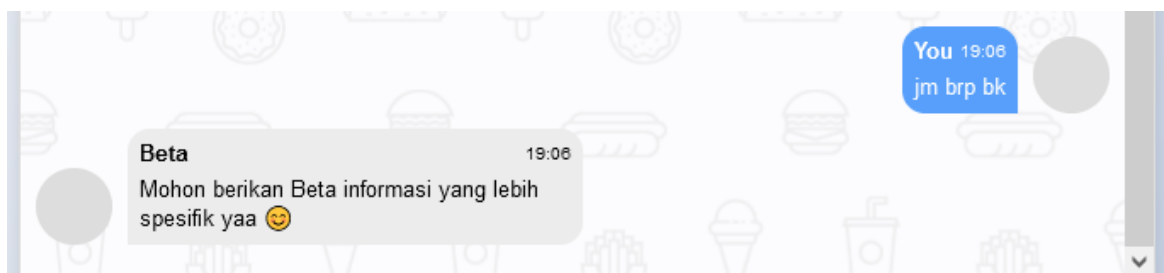 You 19:06
jm brp bk
Beta 19:06
Mohon berikan Beta informasi yang lebih
spesifik yaa 😊